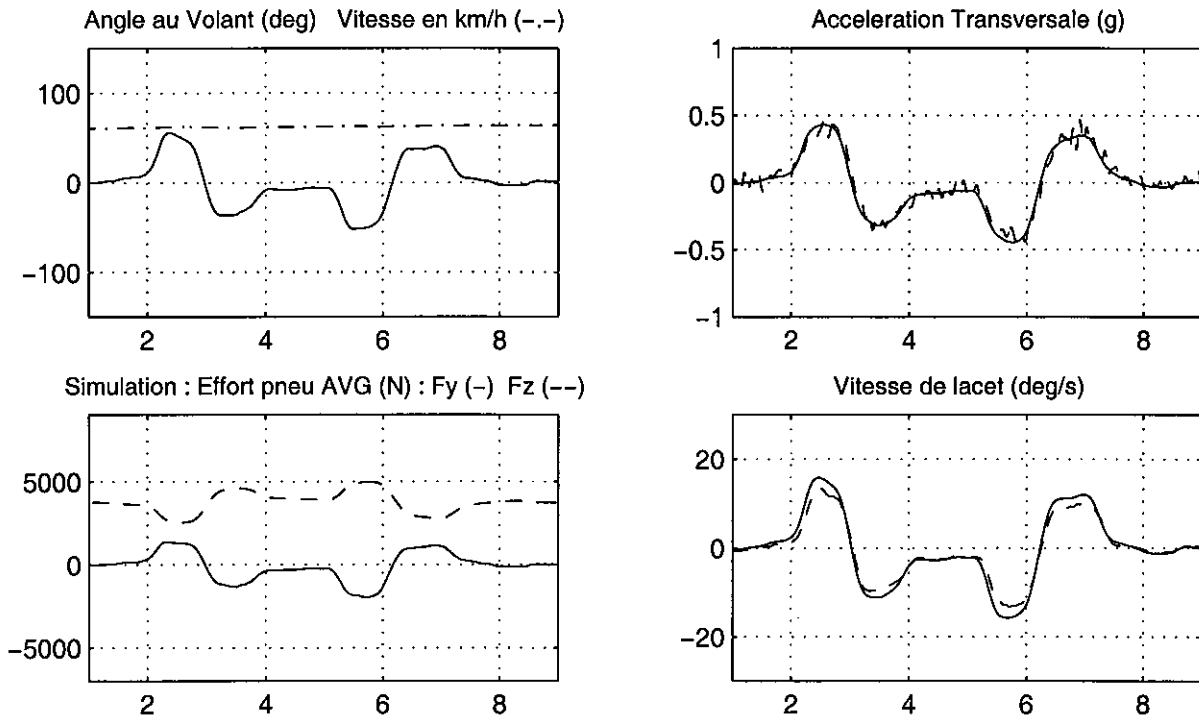 Angle au Volant (deg) Vitesse en km/h (-.-)
100
0
-100
2 4 6 8
Acceleration Transversale (g)
1
0.5
0
-0.5
-1
2 4 6 8
Simulation : Effort pneu AVG (N) : Fy (-) Fz (--)
5000
0
-5000
2 4 6 8
Vitesse de lacet (deg/s)
20
0
-20
2 4 6 8